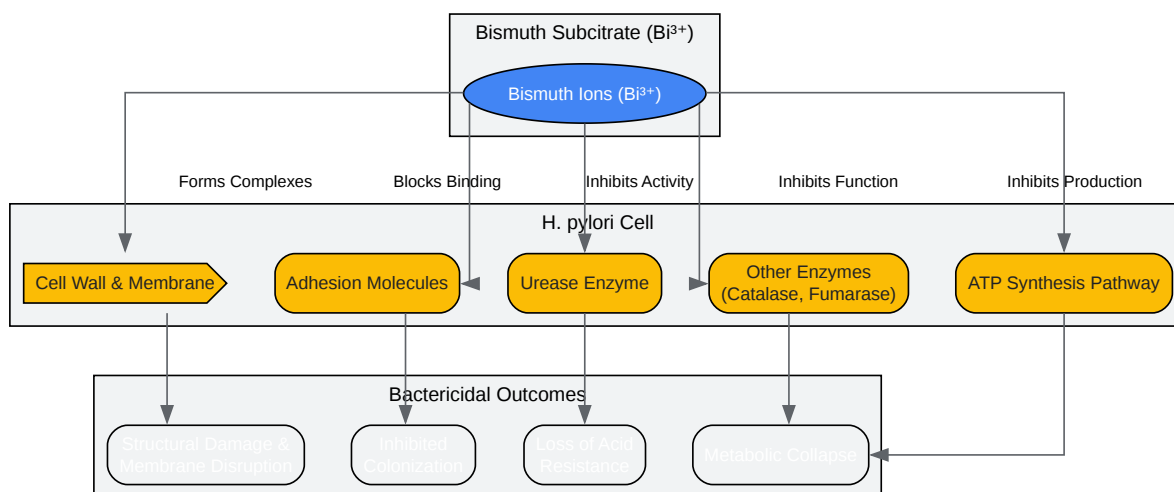 Bismuth Subcitrate (Bi³⁺)
Bismuth Ions (Bi³⁺)
Forms Complexes
Blocks Binding
Inhibits Activity
Inhibits Function
Inhibits Production
H. pylori Cell
Cell Wall & Membrane
Adhesion Molecules
Urease Enzyme
Other Enzymes
(Catalase, Fumarase)
ATP Synthesis Pathway
Bactericidal Outcomes
Structural Damage &
Membrane Disruption
Inhibited
Colonization
Loss of Acid
Resistance
Metabolic Collapse